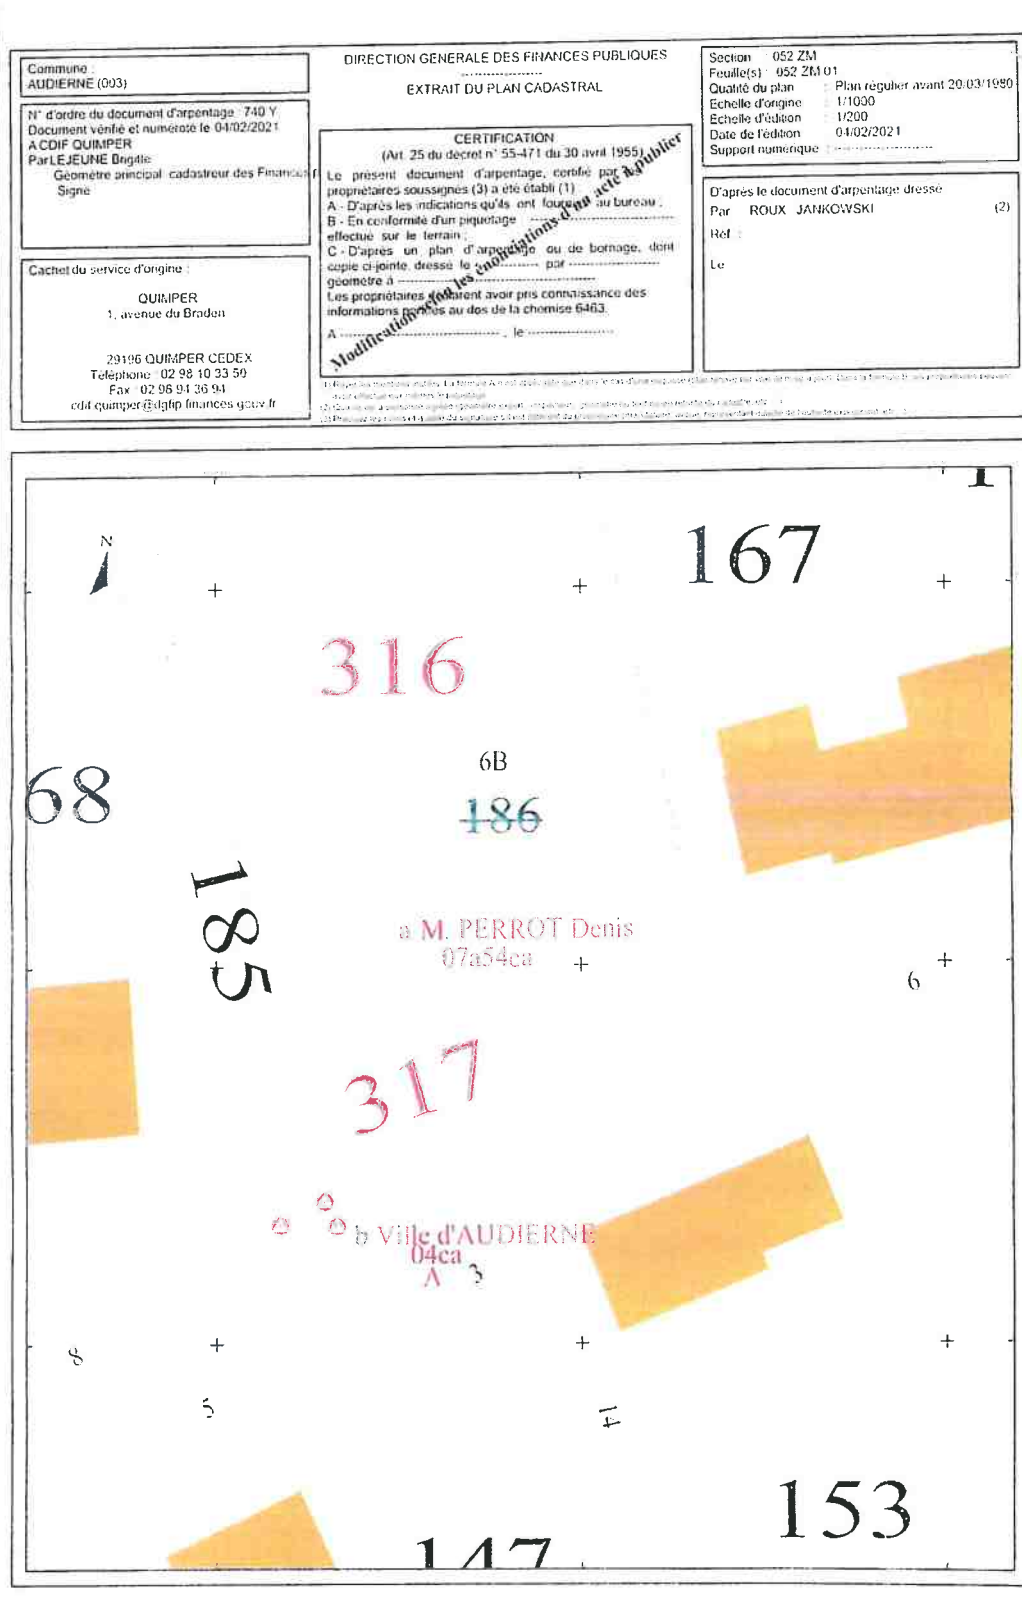 Commune :
AUDIERNE (003)
N° d'ordre du document d'arpentage : 740 Y
Document vérifié et numéroté le 04/02/2021
A CDIF QUIMPER
Par LEJEUNE Brigitte
Géomètre principal cadastreur des Finances
Signé
Cachet du service d'origine :
QUIMPER
1, avenue du Braden
29196 QUIMPER CEDEX
Téléphone : 02 98 10 33 50
Fax : 02 98 94 36 94
cdif.quimper@dgfip.finances.gouv.fr
DIRECTION GENERALE DES FINANCES PUBLIQUES
EXTRAIT DU PLAN CADASTRAL
CERTIFICATION
(Art. 25 du décret n° 55-471 du 30 avril 1955)
Le présent document d'arpentage, certifié par les
propriétaires soussignés (3) a été établi (1) :
A - D'après les indications qu'ils ont fournies au bureau ;
B - En conformité d'un piquetage :
effectué sur le terrain ;
C - D'après un plan d'arpentage ou de bornage, dont
copie ci-jointe, dressé le par
géomètre à
Les propriétaires déclarent avoir pris connaissance des
informations portées au dos de la chemise 6463.
A , le
Modification selon les énonciations d'un acte à publier
Section : 052 ZM
Feuille(s) : 052 ZM 01
Qualité du plan : Plan régulier avant 20/03/1980
Echelle d'origine : 1/1000
Echelle d'édition : 1/200
Date de l'édition : 04/02/2021
Support numérique :
D'après le document d'arpentage dressé
Par ROUX JANKOWSKI (2)
Réf :
Le
1
N
167
316
6B
68
186
185
a M. PERROT Denis
07a54ca
6
317
b Ville d'AUDIERNE
04ca
A 3
8
5
14
153
147